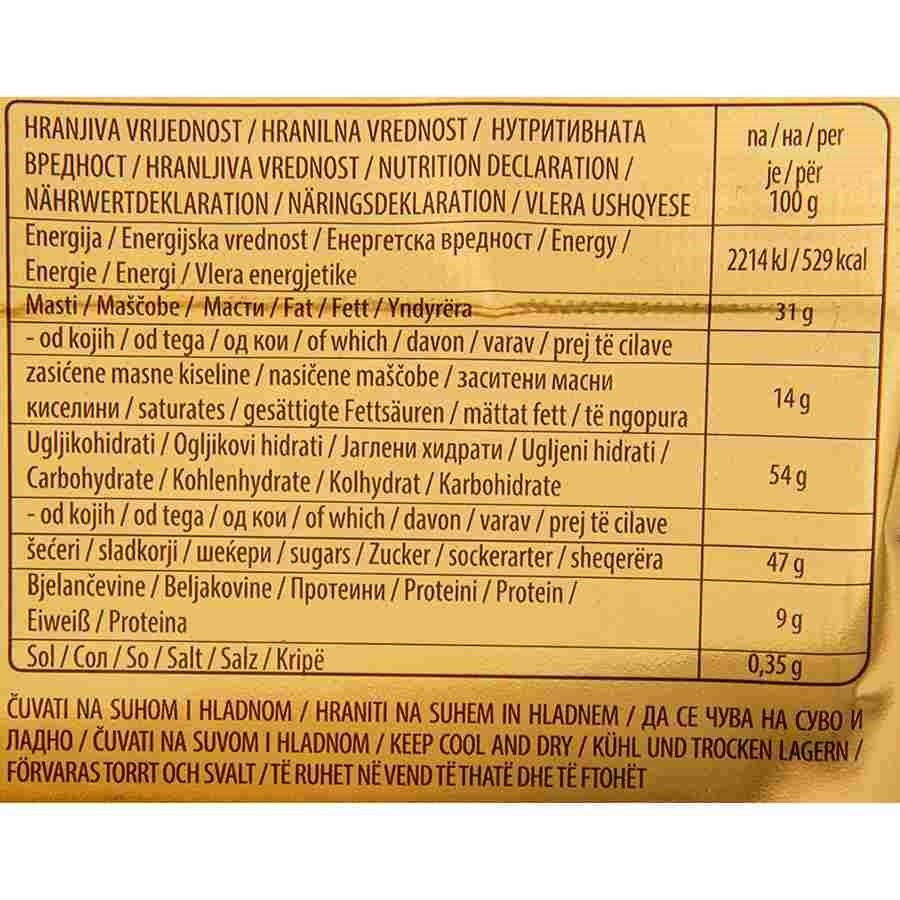 HRANJIVA VRIJEDNOST / HRANILNA VREDNOST / НУТРИТИВНАТА
ВРЕДНОСТ / HRANLJIVA VREDNOST / NUTRITION DECLARATION /
NÄHRWERTDEKLARATION / NÄRINGSDEKLARATION / VLERA USHQYESE
na / на / per
je / për
100 g
Energija / Energijska vrednost / Енергетска вредност / Energy /
Energie / Energi / Vlera energjetike
2214 kJ / 529 kcal
Masti / Maščobe / Масти / Fat / Fett / Yndyrëra
31 g
- od kojih / od tega / од кои / of which / davon / varav / prej të cilave
zasićene masne kiseline / nasičene maščobe / заситени масни
киселини / saturates / gesättigte Fettsäuren / mättat fett / të ngopura
14 g
Ugljikohidrati / Ogljikovi hidrati / Јаглени хидрати / Ugljeni hidrati /
Carbohydrate / Kohlenhydrate / Kolhydrat / Karbohidrate
54 g
- od kojih / od tega / од кои / of which / davon / varav / prej të cilave
šećeri / sladkorji / шеќери / sugars / Zucker / sockerarter / sheqerëra
47 g
Bjelančevine / Beljakovine / Протеини / Proteini / Protein /
Eiweiß / Proteina
9 g
Sol / Сол / So / Salt / Salz / Kripë
0,35 g
ČUVATI NA SUHOM I HLADNOM / HRANITI NA SUHEM IN HLADNEM / ДА СЕ ЧУВА НА СУВО И
ЛАДНО / ČUVATI NA SUVOM I HLADNOM / KEEP COOL AND DRY / KÜHL UND TROCKEN LAGERN /
FÖRVARAS TORRT OCH SVALT / TË RUHET NË VEND TË THATË DHE TË FTOHËT